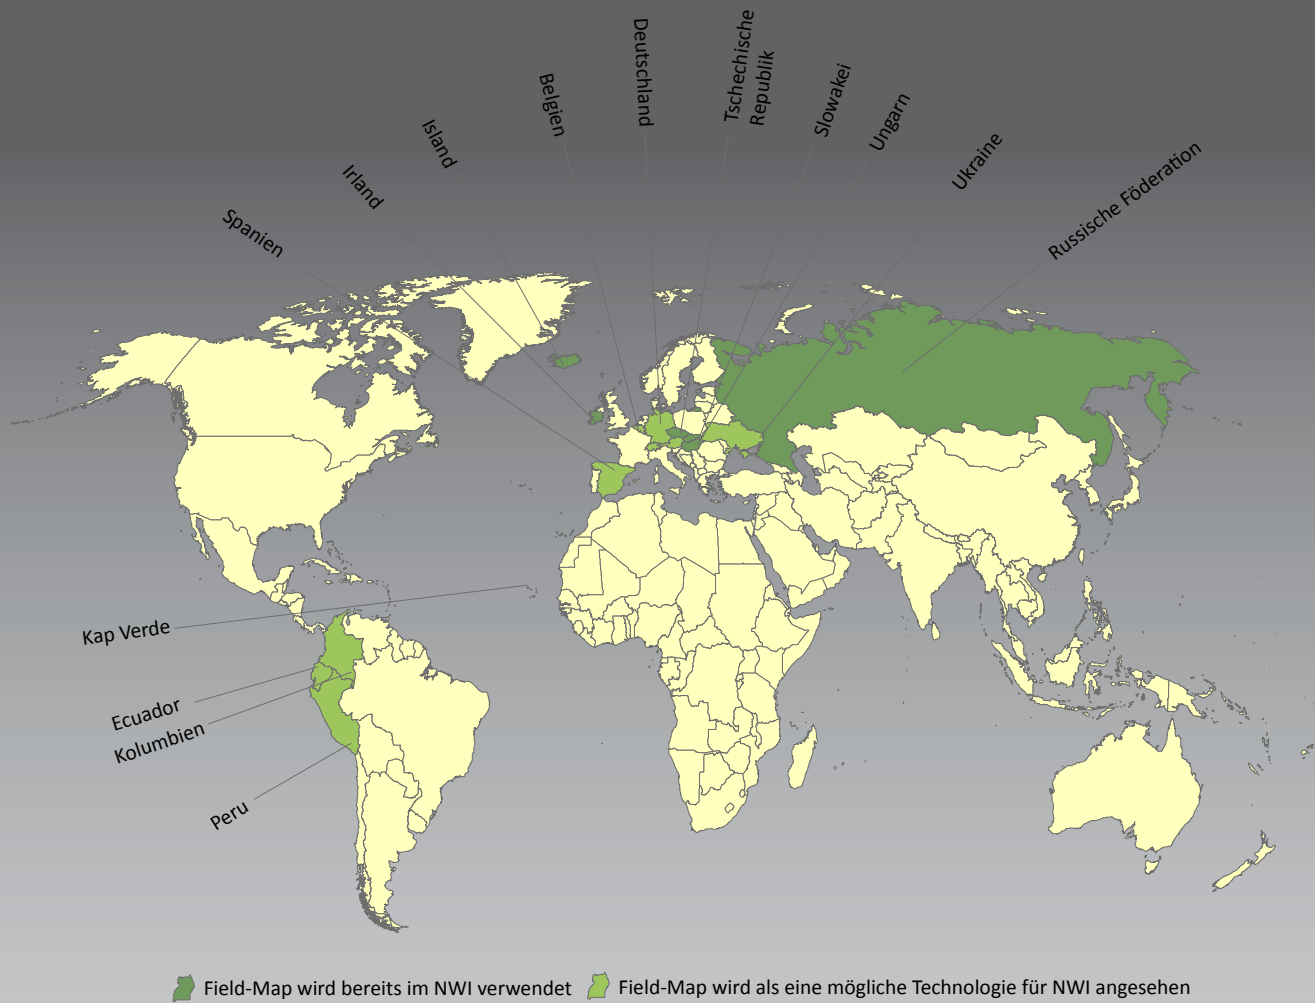 Spanien
Irland
Island
Belgien
Deutschland
Tschechische
Republik
Slowakei
Ungarn
Ukraine
Russische Föderation
Kap Verde
Ecuador
Kolumbien
Peru
Field-Map wird bereits im NWI verwendet
Field-Map wird als eine mögliche Technologie für NWI angesehen